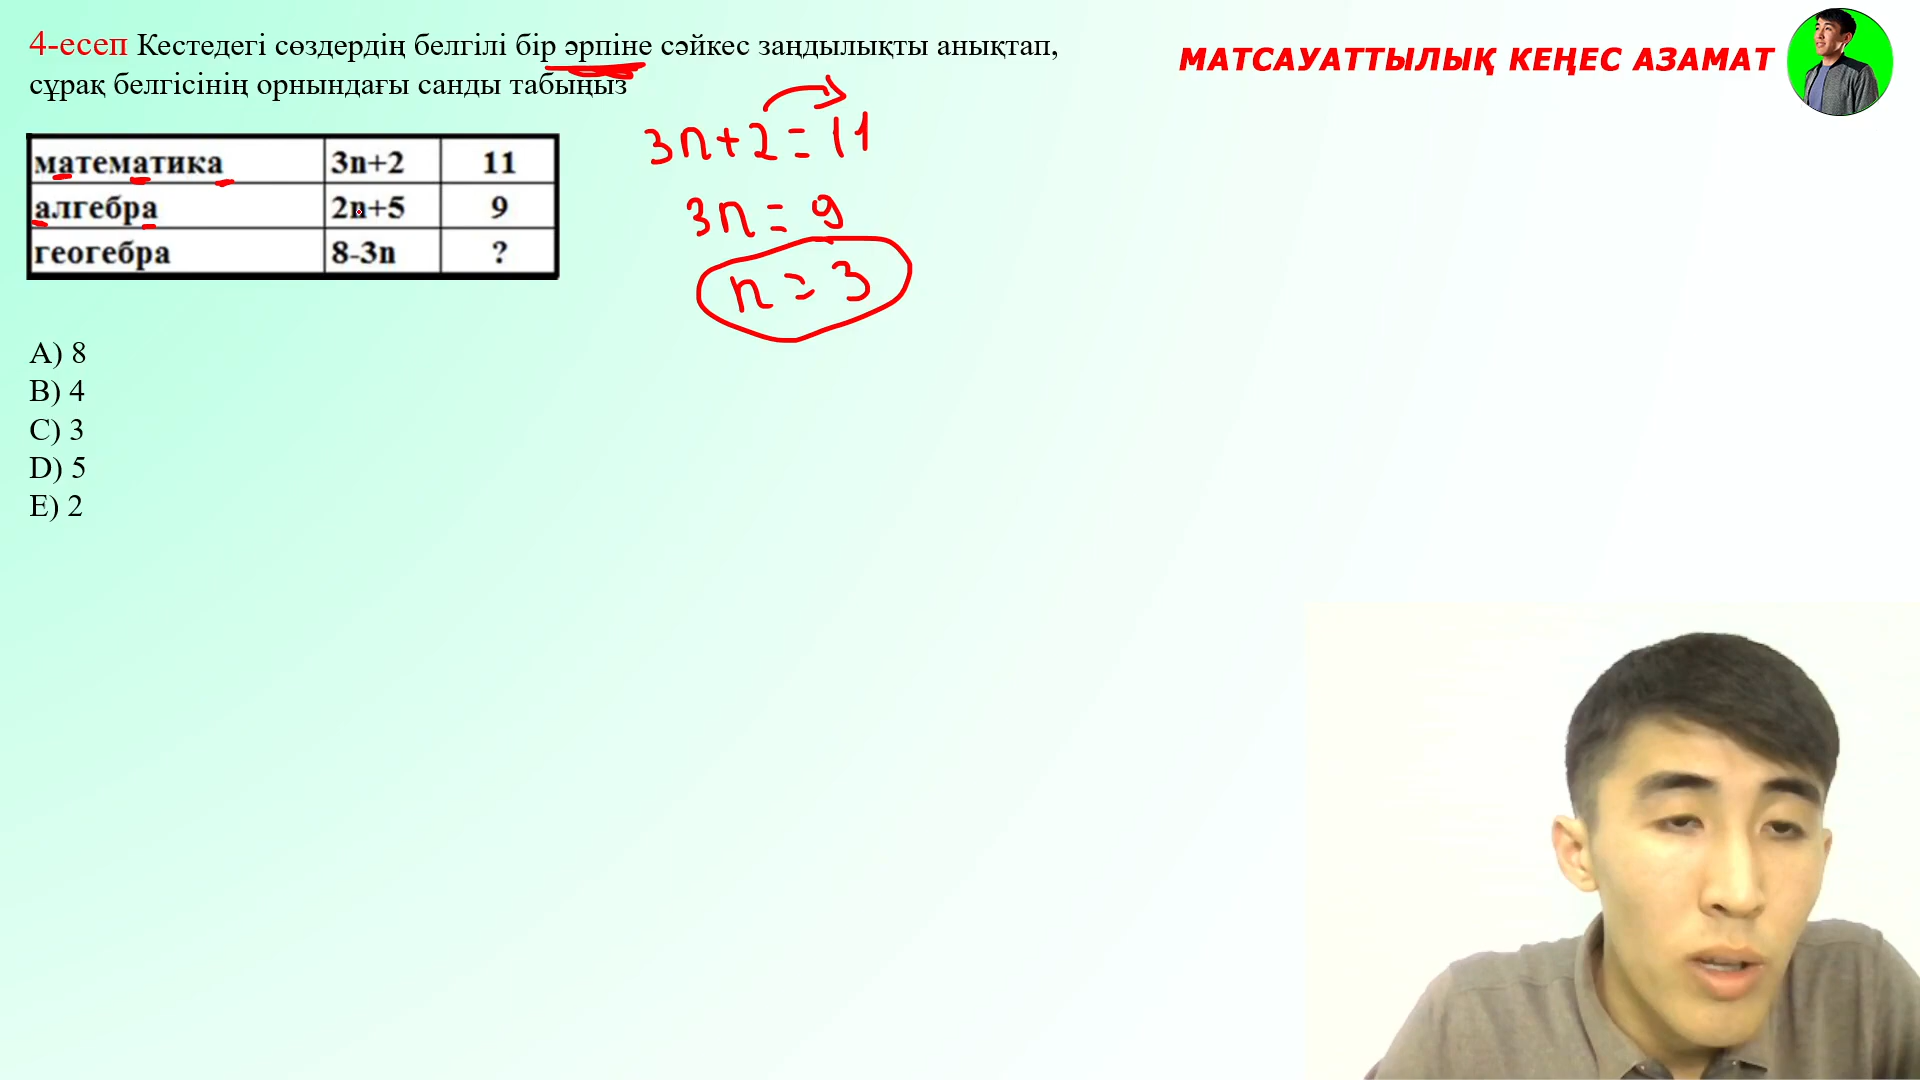 4-есеп Кестедегі сөздердің белгілі бір әрпіне сәйкес заңдылықты анықтап,
сұрақ белгісінің орнындағы санды табыңыз
МАТСАУАТТЫЛЫҚ КЕҢЕС АЗАМАТ
математика 3n+2 11
алгебра 2n+5 9
геогебра 8-3n ?
3n+2=11
3n=9
n=3
A) 8
B) 4
C) 3
D) 5
E) 2